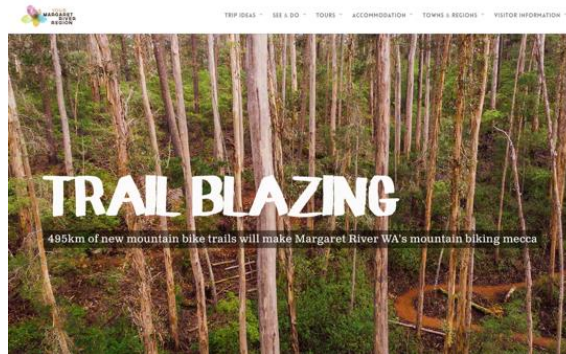 YOUR
MARGARET
RIVER
REGION
TRIP IDEAS
SEE & DO
TOURS
ACCOMMODATION
TOWNS & REGIONS
VISITOR INFORMATION
TRAIL BLAZING
495km of new mountain bike trails will make Margaret River WA's mountain biking mecca